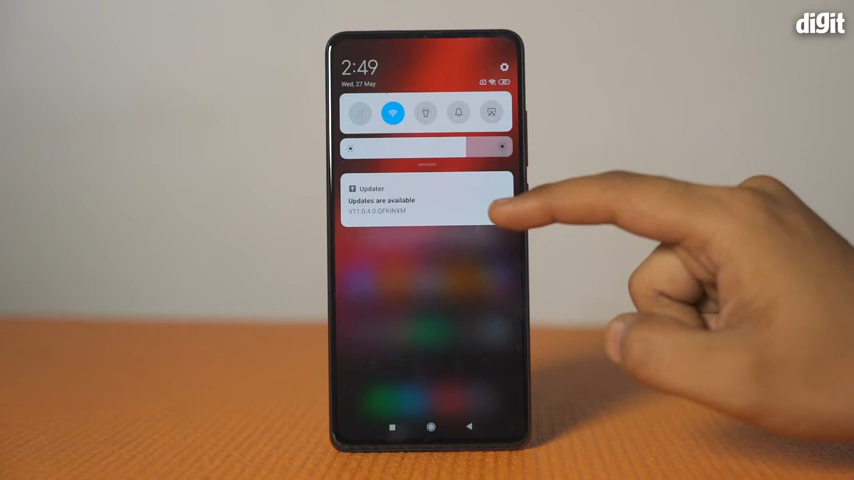 digit
2:49
Wed, 27 May
Updater
Updates are available
V11.0.4.0.QFKINXM